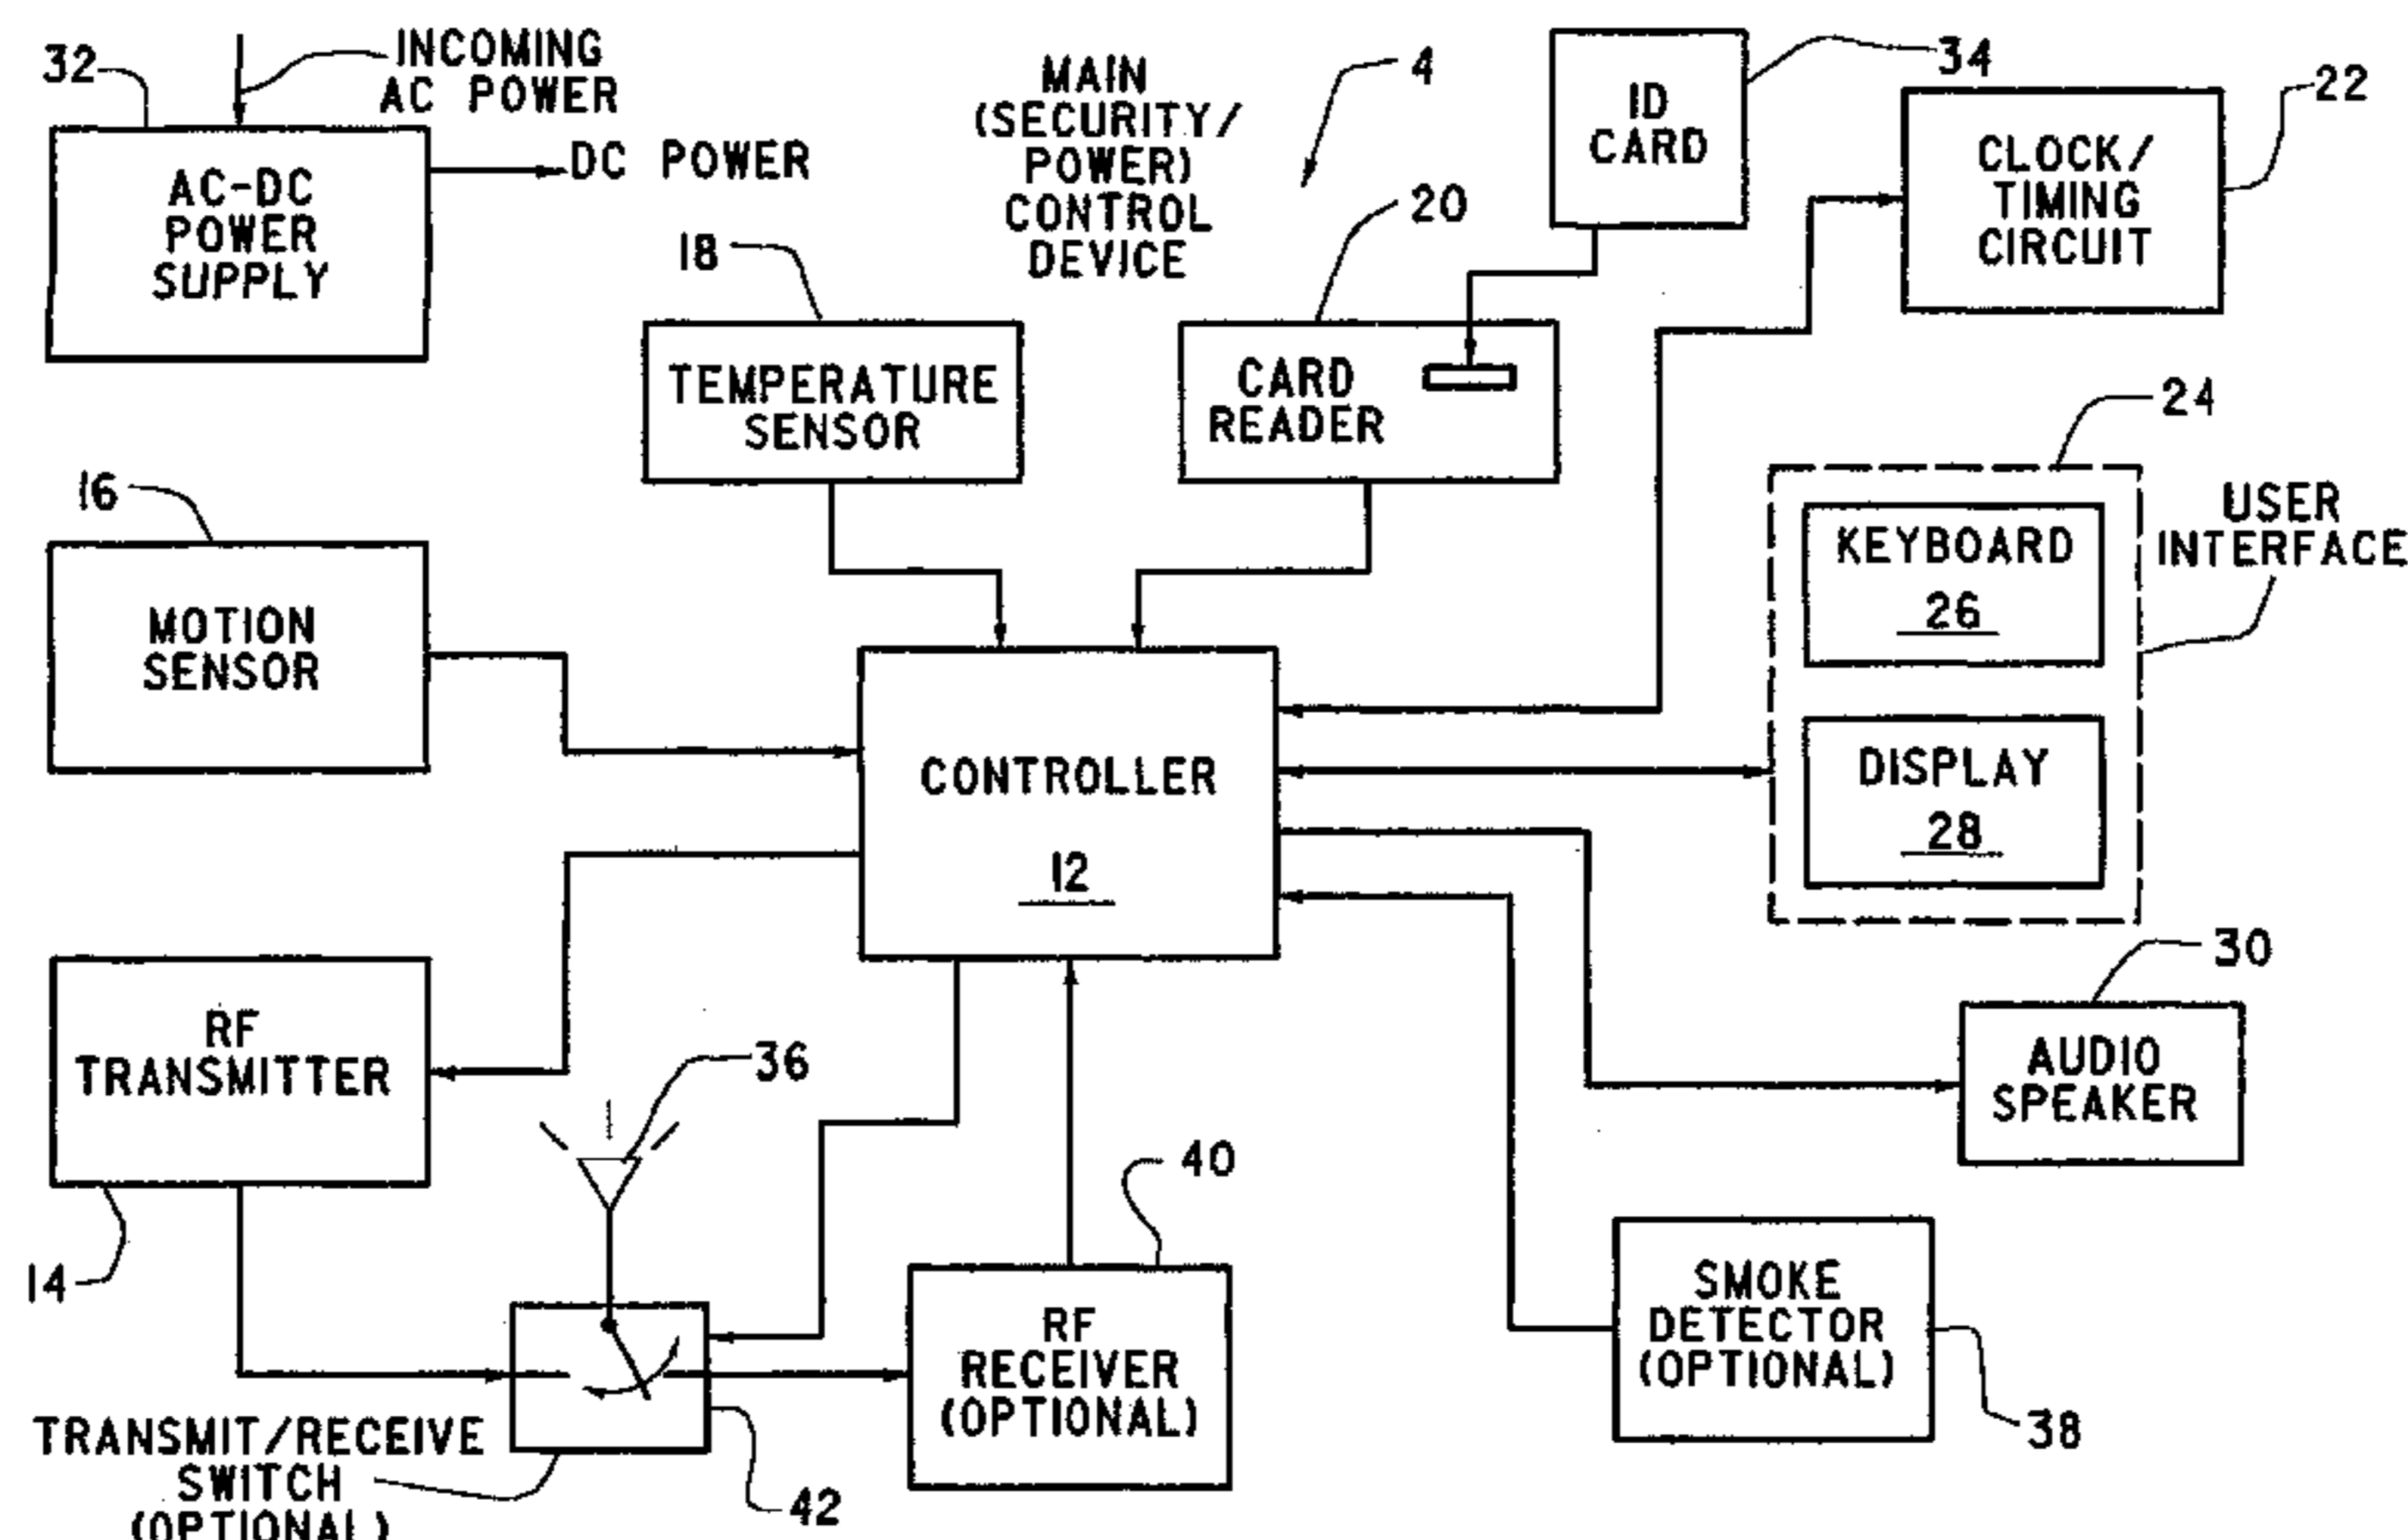 32
INCOMING
AC POWER
AC-DC
POWER
SUPPLY
DC POWER
MAIN
(SECURITY/
POWER)
CONTROL
DEVICE
4
ID
CARD
34
CLOCK/
TIMING
CIRCUIT
22
18
TEMPERATURE
SENSOR
20
CARD
READER
24
USER
INTERFACE
KEYBOARD
26
DISPLAY
28
16
MOTION
SENSOR
CONTROLLER
12
RF
TRANSMITTER
14
36
30
AUDIO
SPEAKER
40
RF
RECEIVER
(OPTIONAL)
SMOKE
DETECTOR
(OPTIONAL)
38
TRANSMIT/RECEIVE
SWITCH
(OPTIONAL)
42